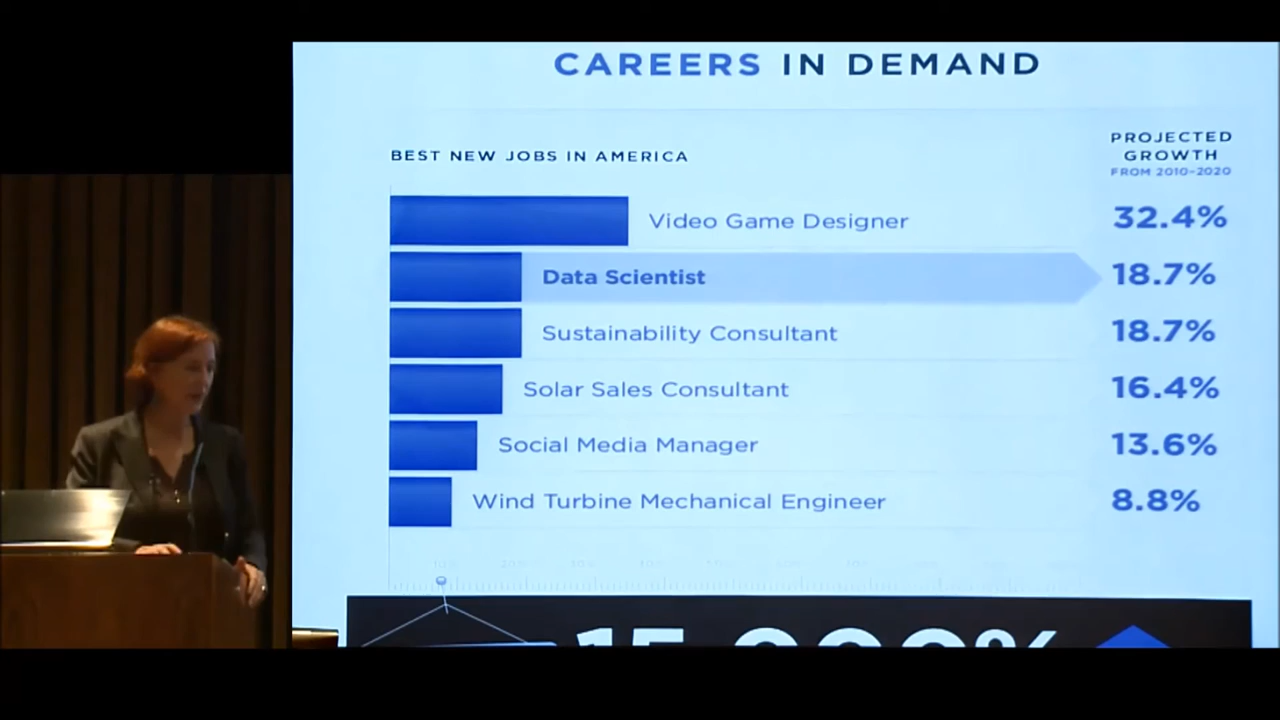 CAREERS IN DEMAND
BEST NEW JOBS IN AMERICA
PROJECTED
GROWTH
FROM 2010-2020
Video Game Designer 32.4%
Data Scientist 18.7%
Sustainability Consultant 18.7%
Solar Sales Consultant 16.4%
Social Media Manager 13.6%
Wind Turbine Mechanical Engineer 8.8%